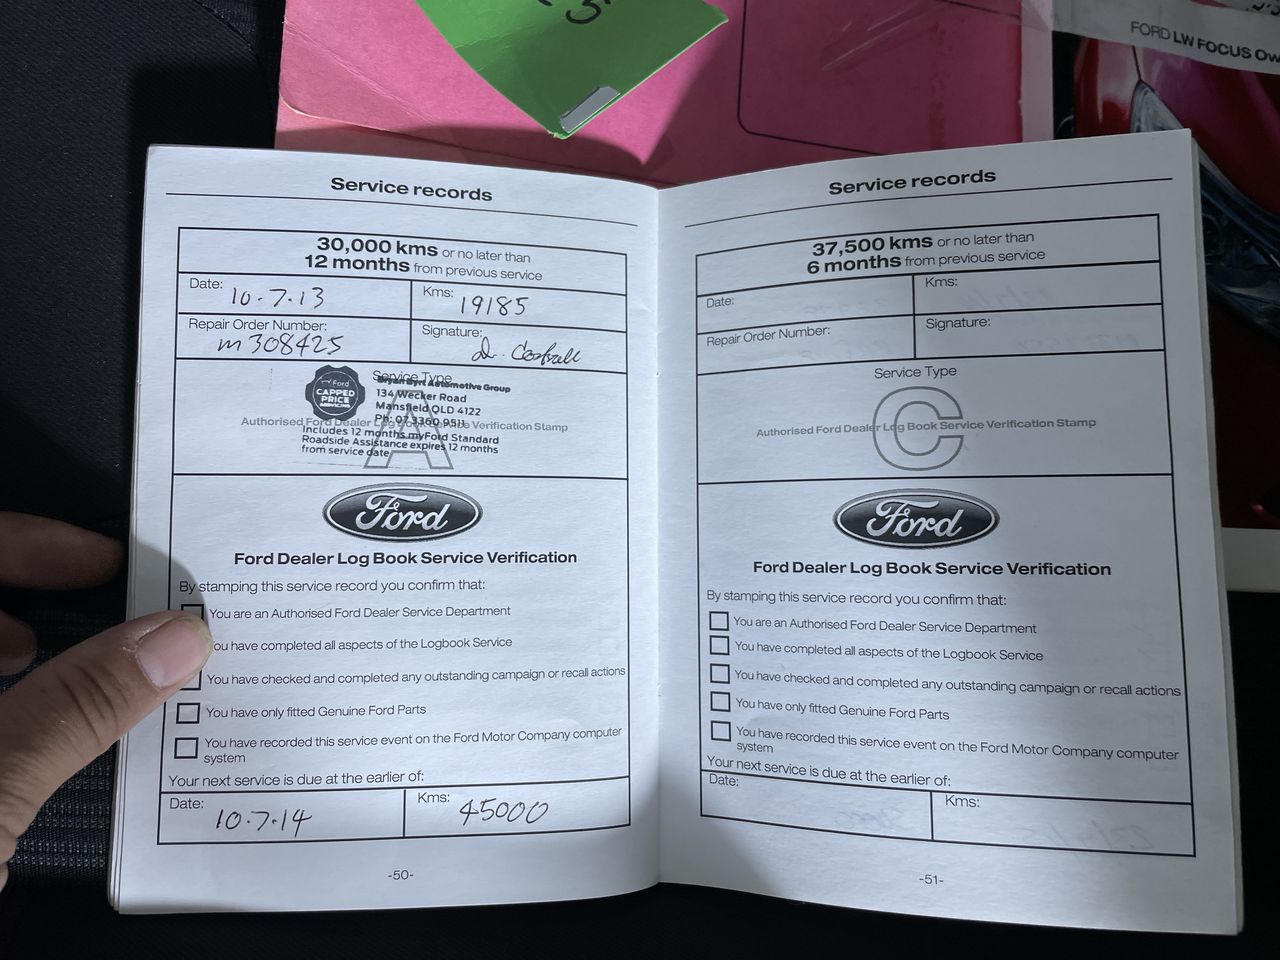 5
FORD LW FOCUS Ow
Service records
30,000 kms or no later than
12 months from previous service
Date: 10.7.13
Kms: 19185
Repair Order Number: m308425
Signature:
Service Type
A
Authorised Ford Dealer Log Book Service Verification Stamp
Ford
CAPPED
PRICE
SERVICING
Bryan Byrt Automotive Group
134 Wecker Road
Mansfield QLD 4122
Ph: 07 3360 9511
Includes 12 months myFord Standard
Roadside Assistance expires 12 months
from service date
Ford
Ford Dealer Log Book Service Verification
By stamping this service record you confirm that:
You are an Authorised Ford Dealer Service Department
You have completed all aspects of the Logbook Service
You have checked and completed any outstanding campaign or recall actions
You have only fitted Genuine Ford Parts
You have recorded this service event on the Ford Motor Company computer
system
Your next service is due at the earlier of:
Date: 10.7.14
Kms: 45000
-50-
Service records
37,500 kms or no later than
6 months from previous service
Date:
Kms:
Repair Order Number:
Signature:
Service Type
C
Authorised Ford Dealer Log Book Service Verification Stamp
Ford
Ford Dealer Log Book Service Verification
By stamping this service record you confirm that:
You are an Authorised Ford Dealer Service Department
You have completed all aspects of the Logbook Service
You have checked and completed any outstanding campaign or recall actions
You have only fitted Genuine Ford Parts
You have recorded this service event on the Ford Motor Company computer
system
Your next service is due at the earlier of:
Date:
Kms:
-51-